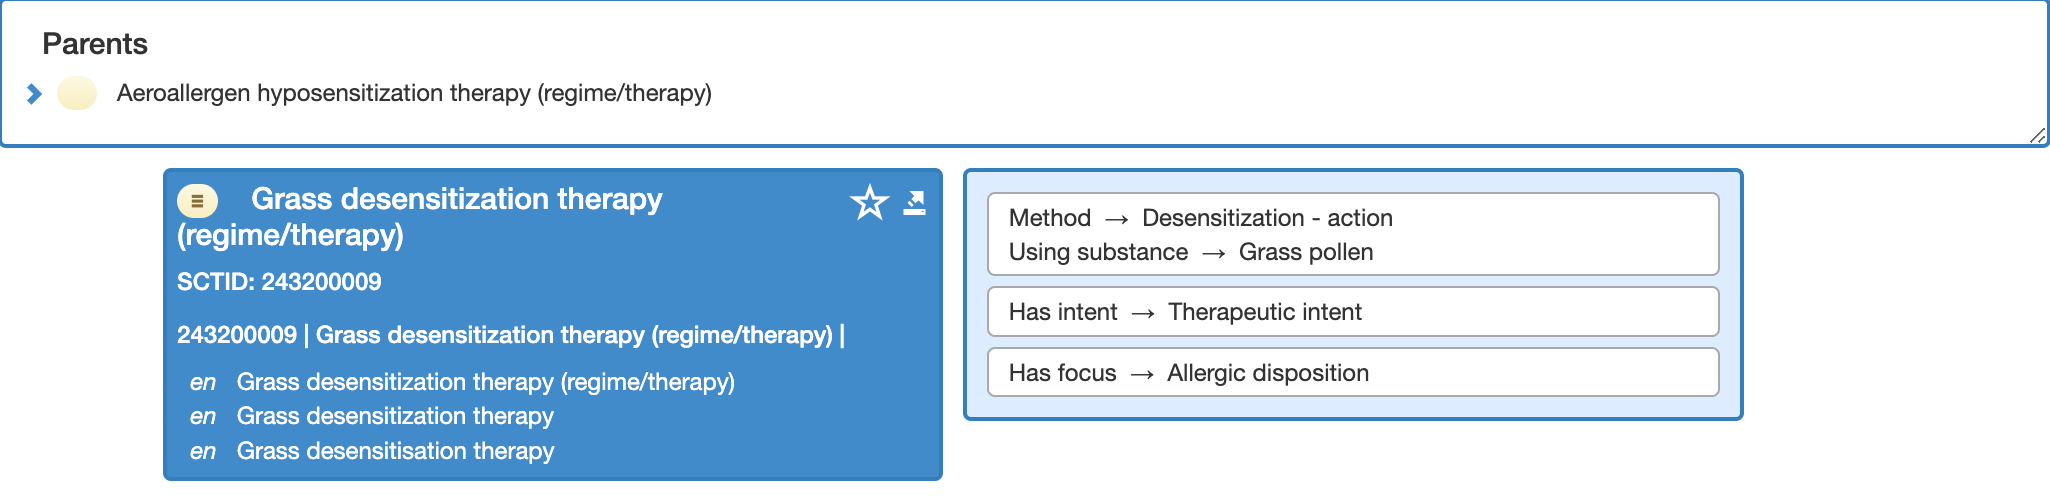 Parents
Aeroallergen hyposensitization therapy (regime/therapy)
Grass desensitization therapy
(regime/therapy)
SCTID: 243200009
243200009 | Grass desensitization therapy (regime/therapy) |
en Grass desensitization therapy (regime/therapy)
en Grass desensitization therapy
en Grass desensitisation therapy
Method → Desensitization - action
Using substance → Grass pollen
Has intent → Therapeutic intent
Has focus → Allergic disposition